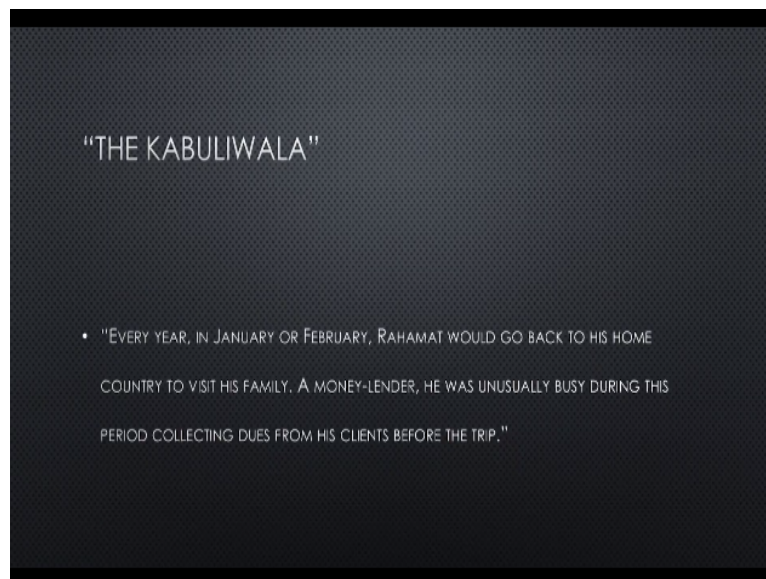 "THE KABULIWALA"
• "EVERY YEAR, IN JANUARY OR FEBRUARY, RAHAMAT WOULD GO BACK TO HIS HOME
COUNTRY TO VISIT HIS FAMILY. A MONEY-LENDER, HE WAS UNUSUALLY BUSY DURING THIS
PERIOD COLLECTING DUES FROM HIS CLIENTS BEFORE THE TRIP."